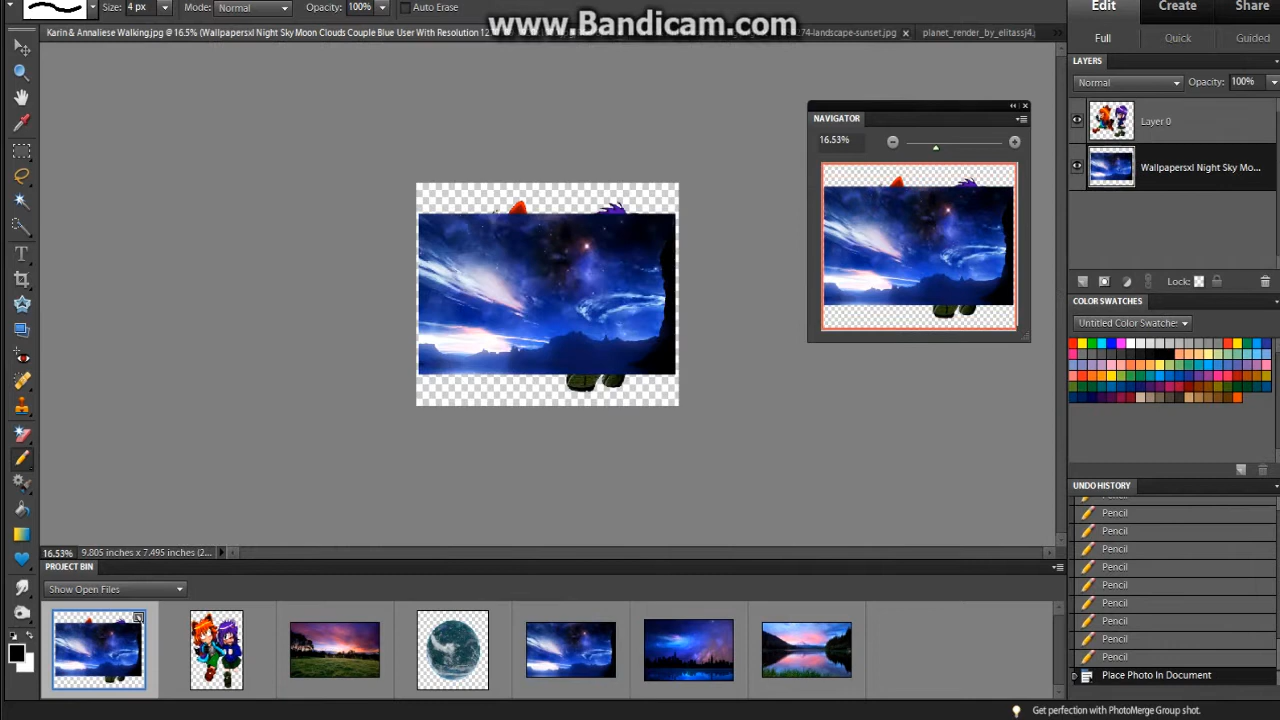 www.Bandicam.com
Size: 4 px Mode: Normal Opacity: 100% Auto Erase
Edit Create Share
Karin & Annaliese Walking.jpg @ 16.5% (Wallpapersxl Night Sky Moon Clouds Couple Blue User With Resolution 12 274-landscape-sunset.jpg planet_render_by_elitassj4.
Full Quick Guided
LAYERS
Normal Opacity: 100%
NAVIGATOR
16.53%
Layer 0
Wallpapersxl Night Sky Mo...
Lock:
COLOR SWATCHES
Untitled Color Swatches
UNDO HISTORY
Pencil
Pencil
Pencil
Pencil
Pencil
Pencil
Pencil
Pencil
Pencil
Pencil
Place Photo In Document
16.53% 9.805 inches x 7.495 inches (2...
PROJECT BIN
Show Open Files
Get perfection with PhotoMerge Group shot.